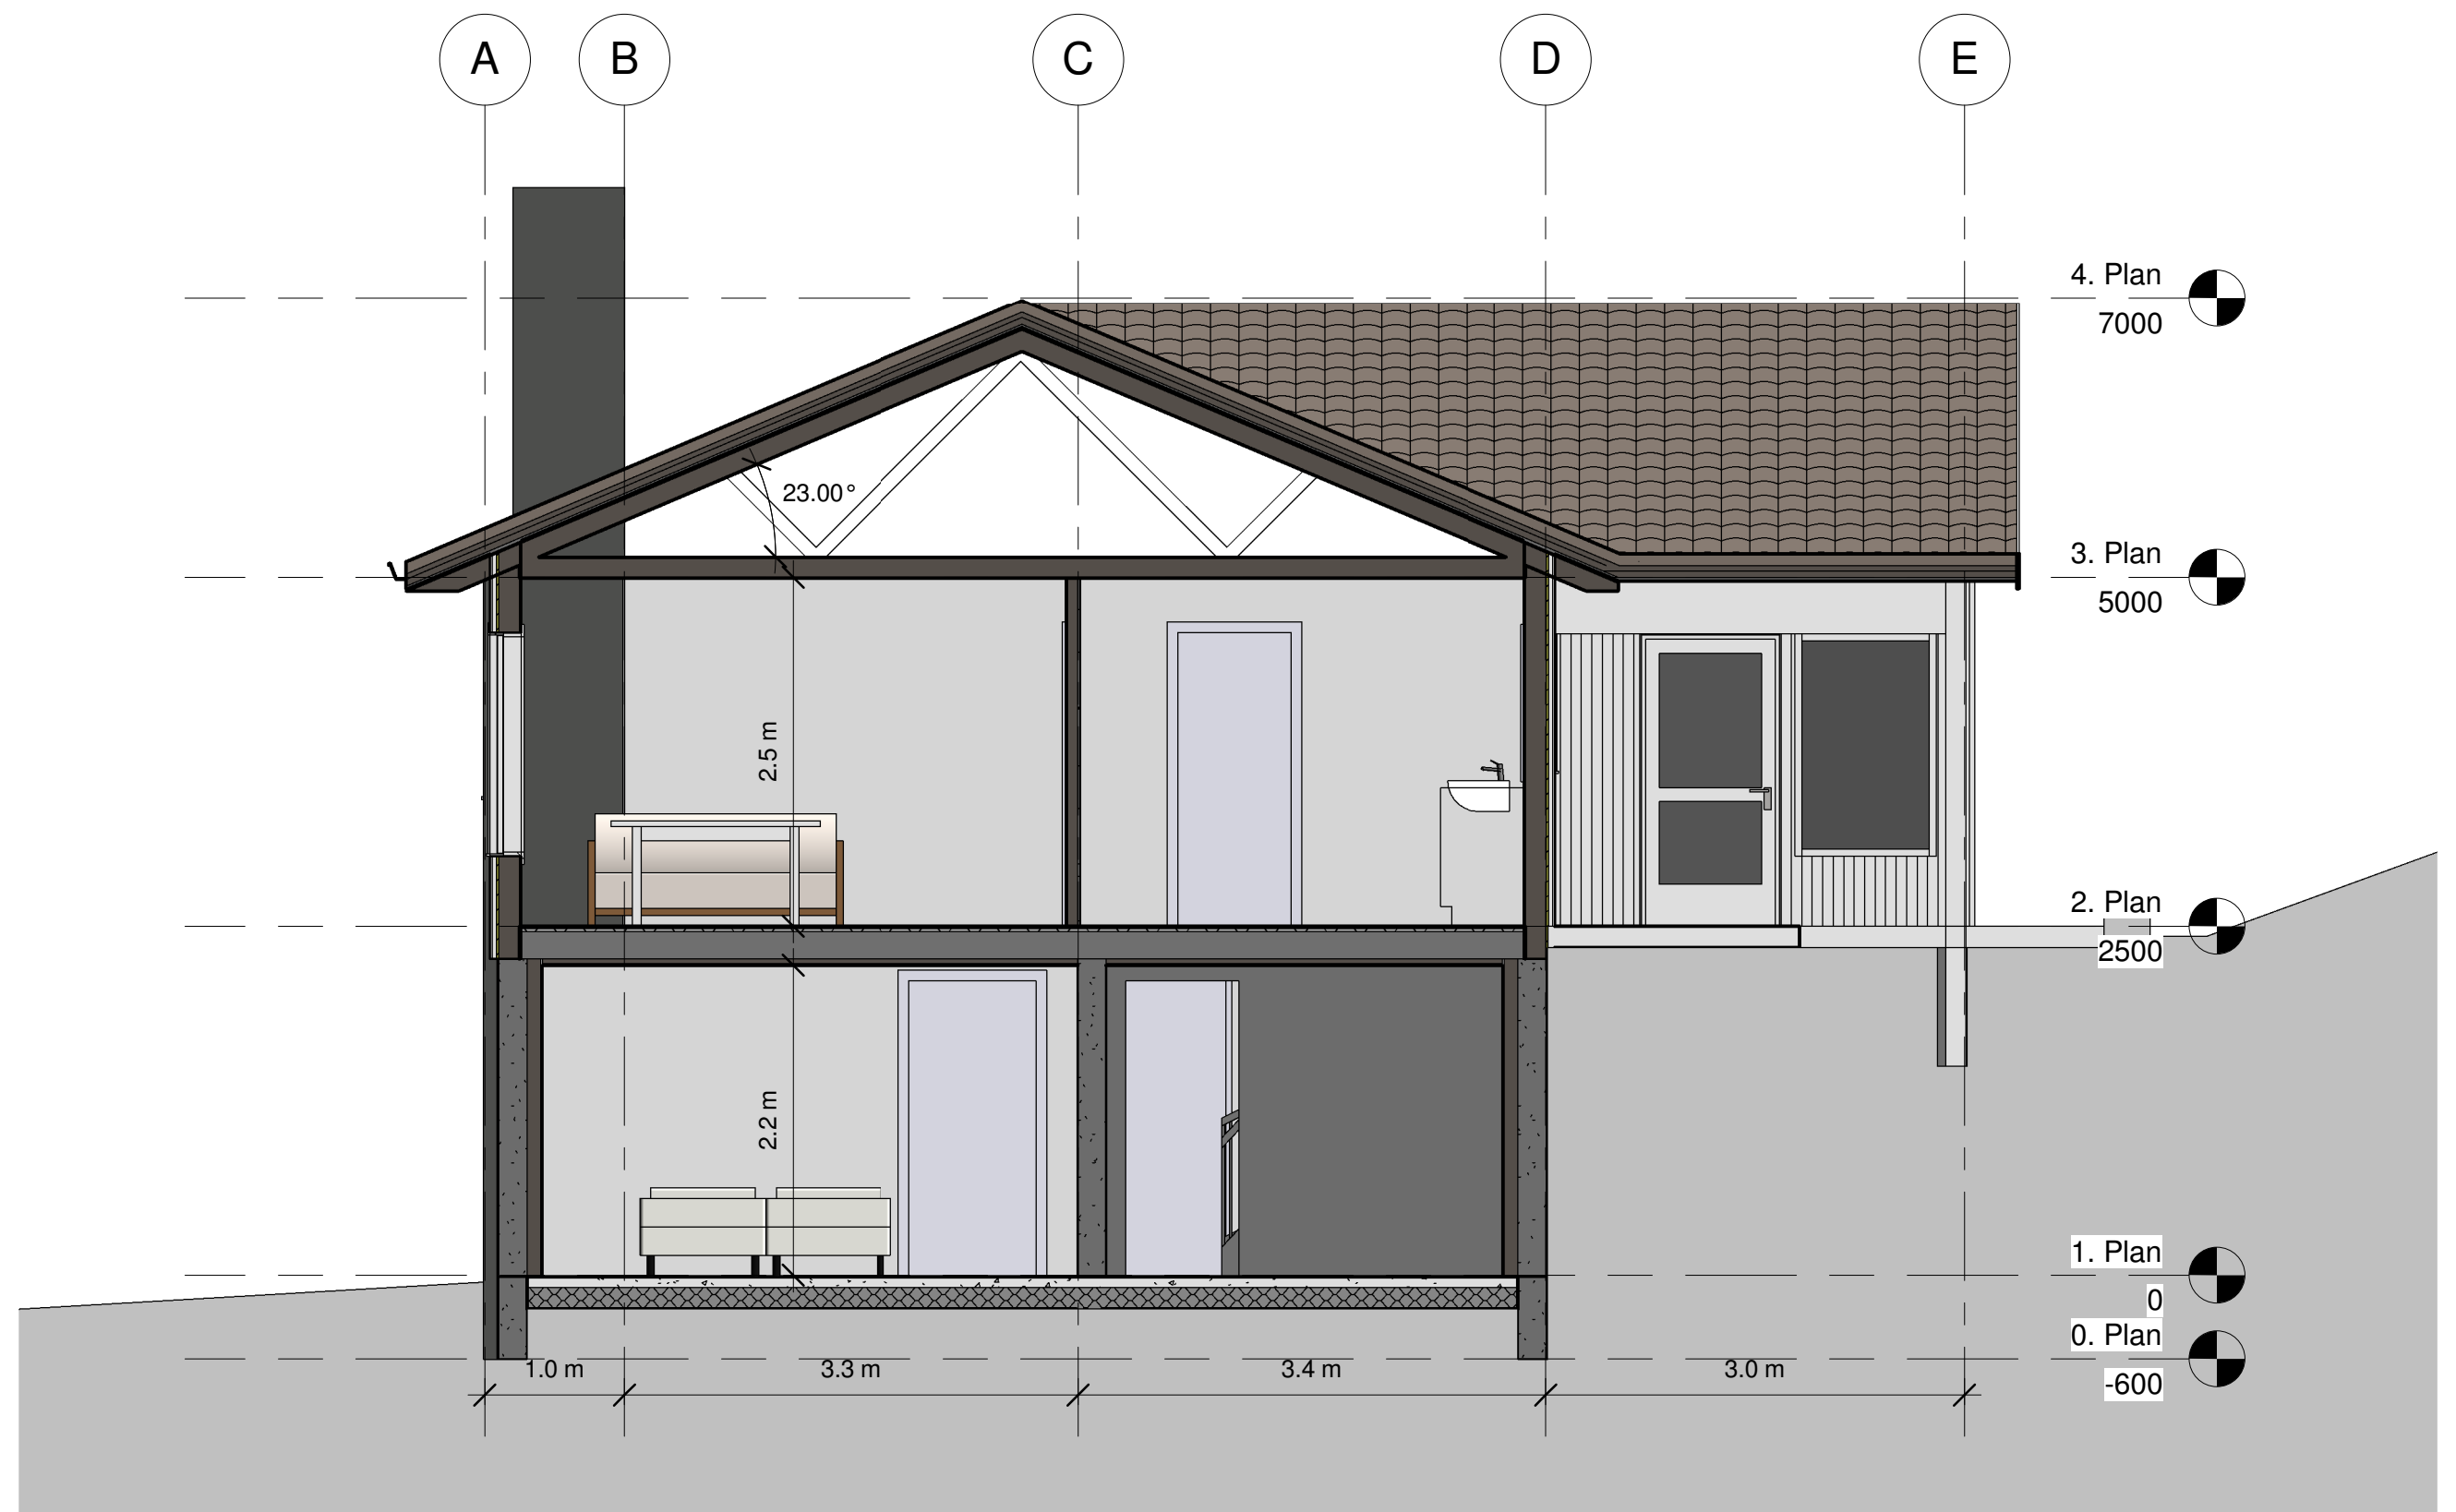 A B C D E
4. Plan
7000
23.00°
3. Plan
5000
2.5 m
2. Plan
2500
2.2 m
1. Plan
0
0. Plan
-600
1.0 m 3.3 m 3.4 m 3.0 m